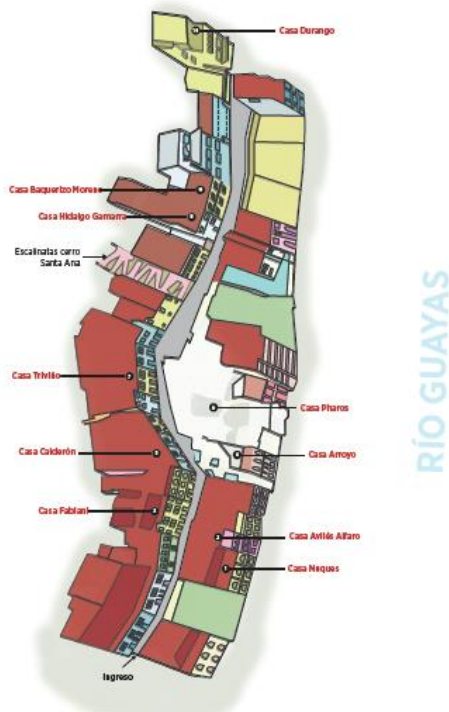 Casa Durango
Casa Baquerizo Moreno
Casa Hidalgo Gamarra
Escalinatas cerro
Santa Ana
Casa Triviño
Casa Pharos
Casa Calderón
Casa Arroyo
Casa Fabiani
Casa Avilés Alfaro
Casa Nuques
Ingreso
RÍO GUAYAS